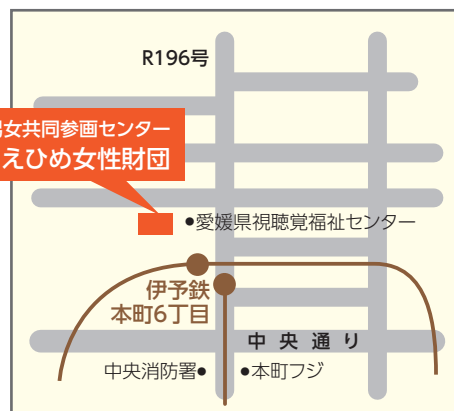 R196号
男女共同参画センター
えひめ女性財団
●愛媛県視聴覚福祉センター
伊予鉄
本町6丁目
中央通り
中央消防署●
●本町フジ